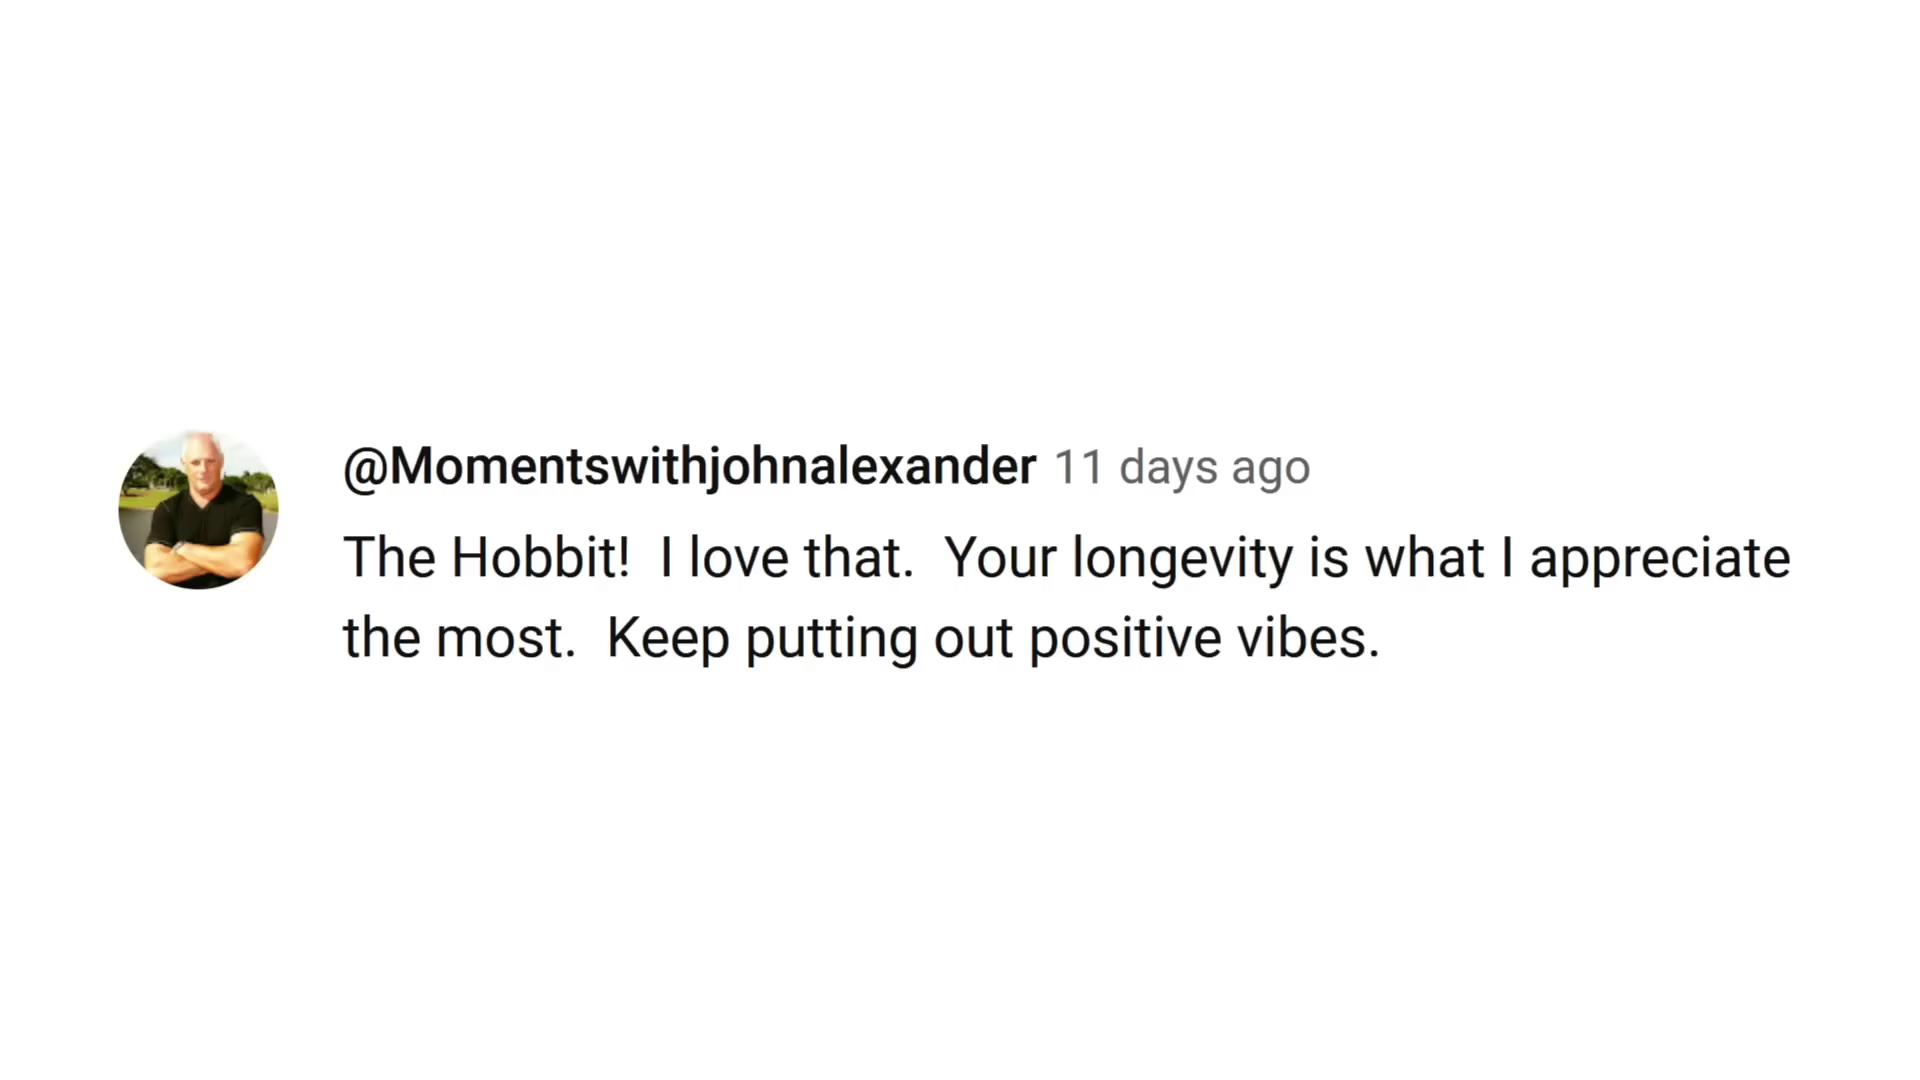 @Momentswithjohnalexander 11 days ago
The Hobbit!  I love that.  Your longevity is what I appreciate
the most.  Keep putting out positive vibes.